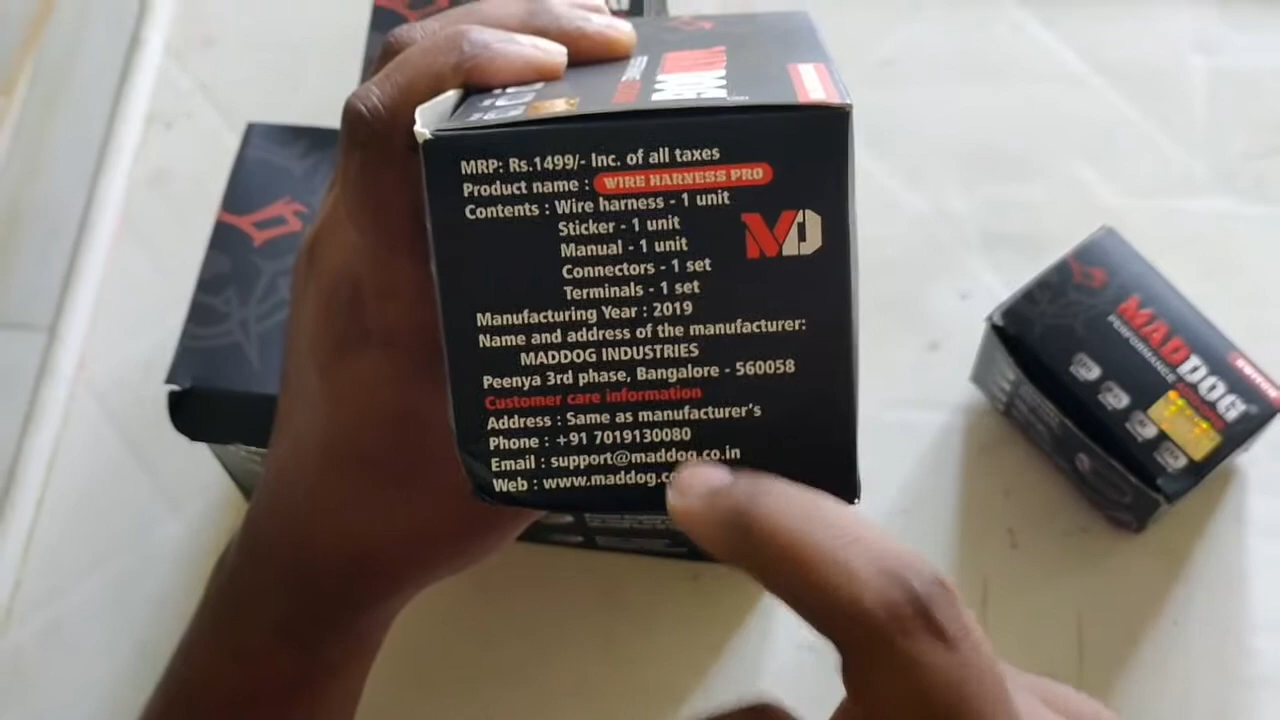 MRP: Rs.1499/- Inc. of all taxes
Product name : WIRE HARNESS PRO
Contents : Wire harness - 1 unit
Sticker - 1 unit
Manual - 1 unit
Connectors - 1 set
Terminals - 1 set
MD
Manufacturing Year : 2019
Name and address of the manufacturer:
MADDOG INDUSTRIES
Peenya 3rd phase, Bangalore - 560058
Customer care information
Address : Same as manufacturer's
Phone : +91 7019130080
Email : support@maddog.co.in
Web : www.maddog.co
MADDOG
PERFORMANCE